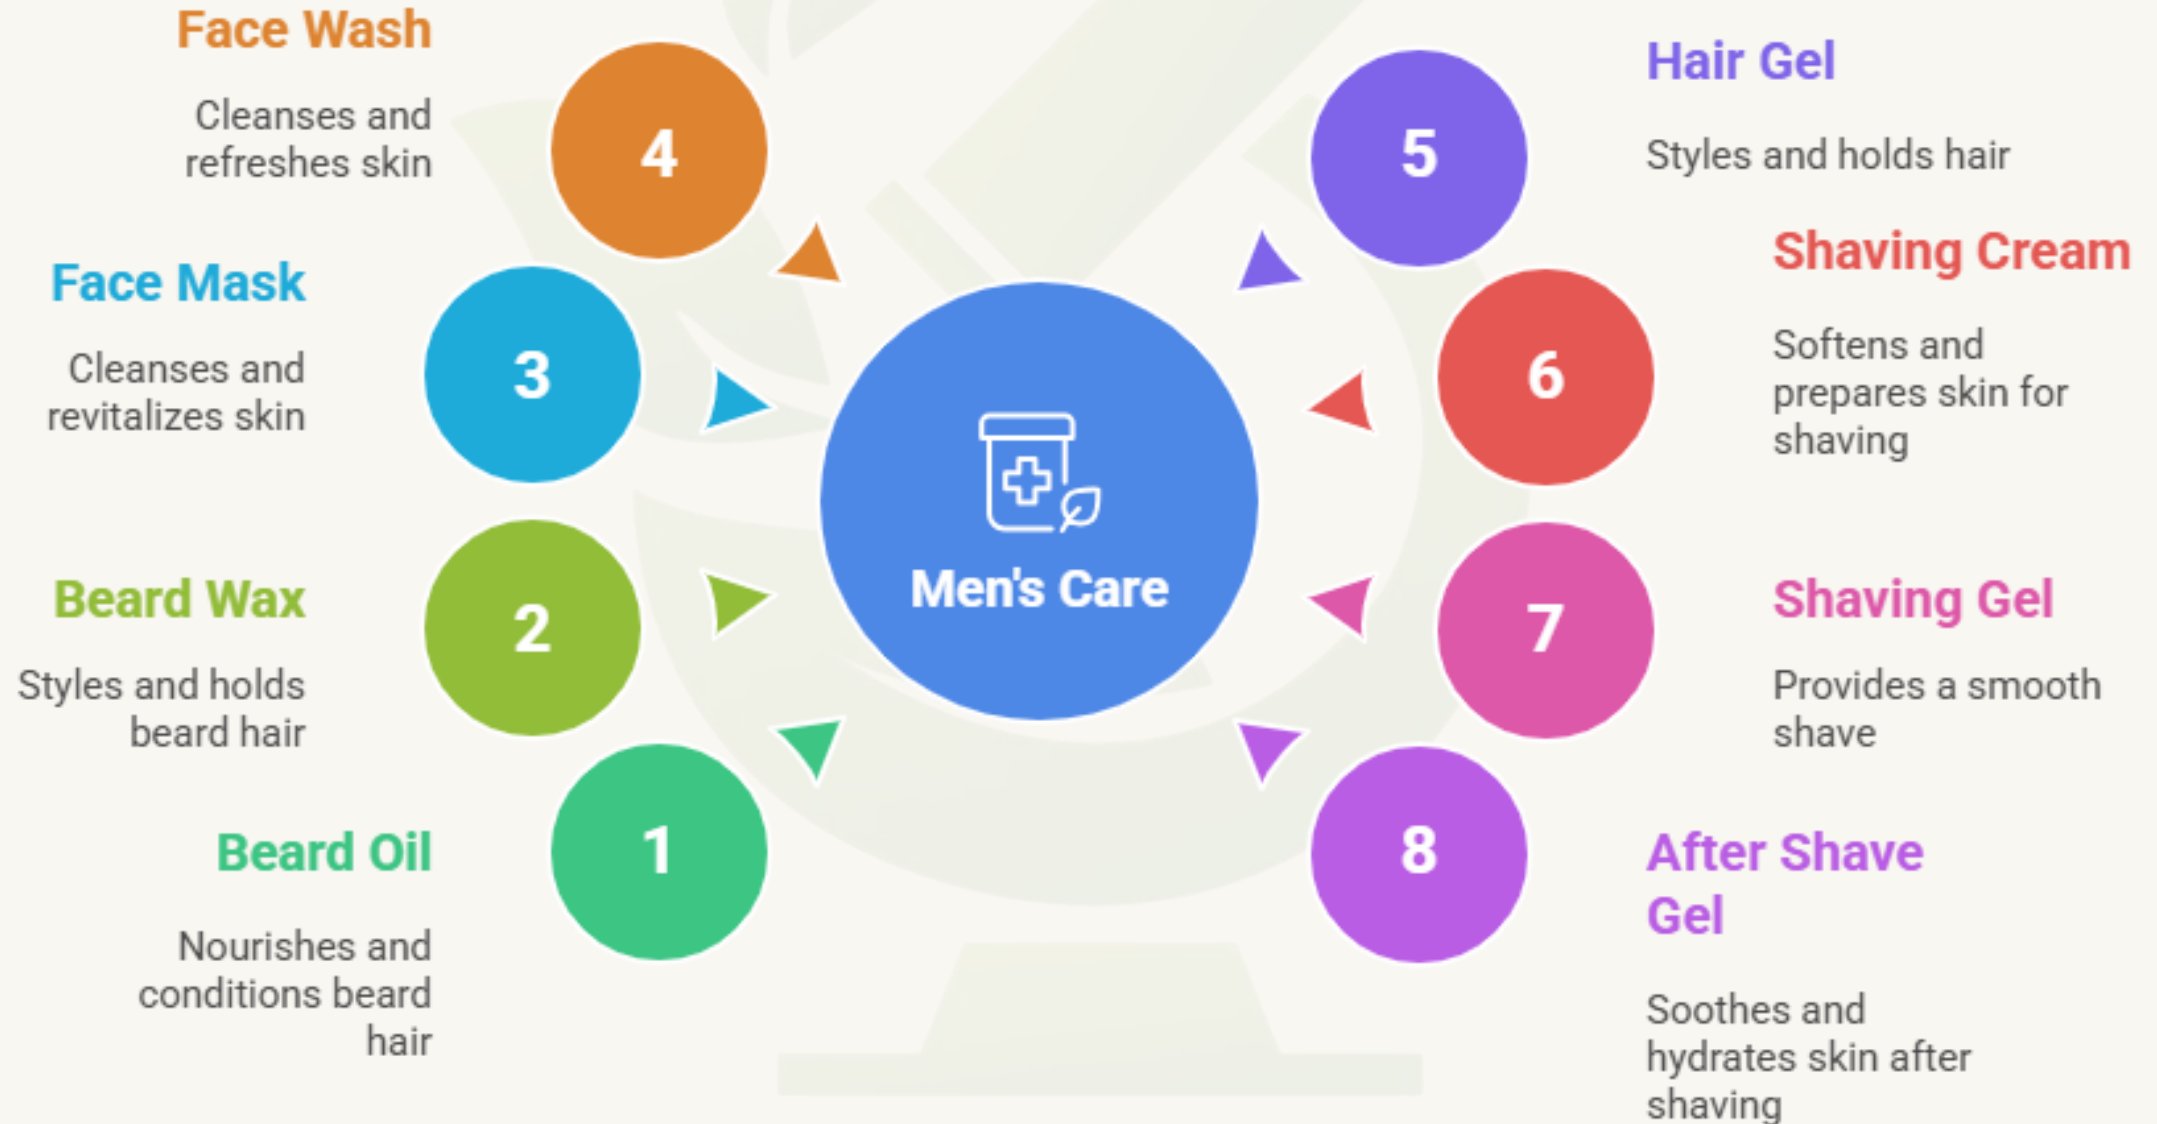 Face Wash
Cleanses and
refreshes skin
4
Face Mask
Cleanses and
revitalizes skin
3
Beard Wax
Styles and holds
beard hair
2
Beard Oil
Nourishes and
conditions beard
hair
1
Men's Care
5
Hair Gel
Styles and holds hair
6
Shaving Cream
Softens and
prepares skin for
shaving
7
Shaving Gel
Provides a smooth
shave
8
After Shave
Gel
Soothes and
hydrates skin after
shaving